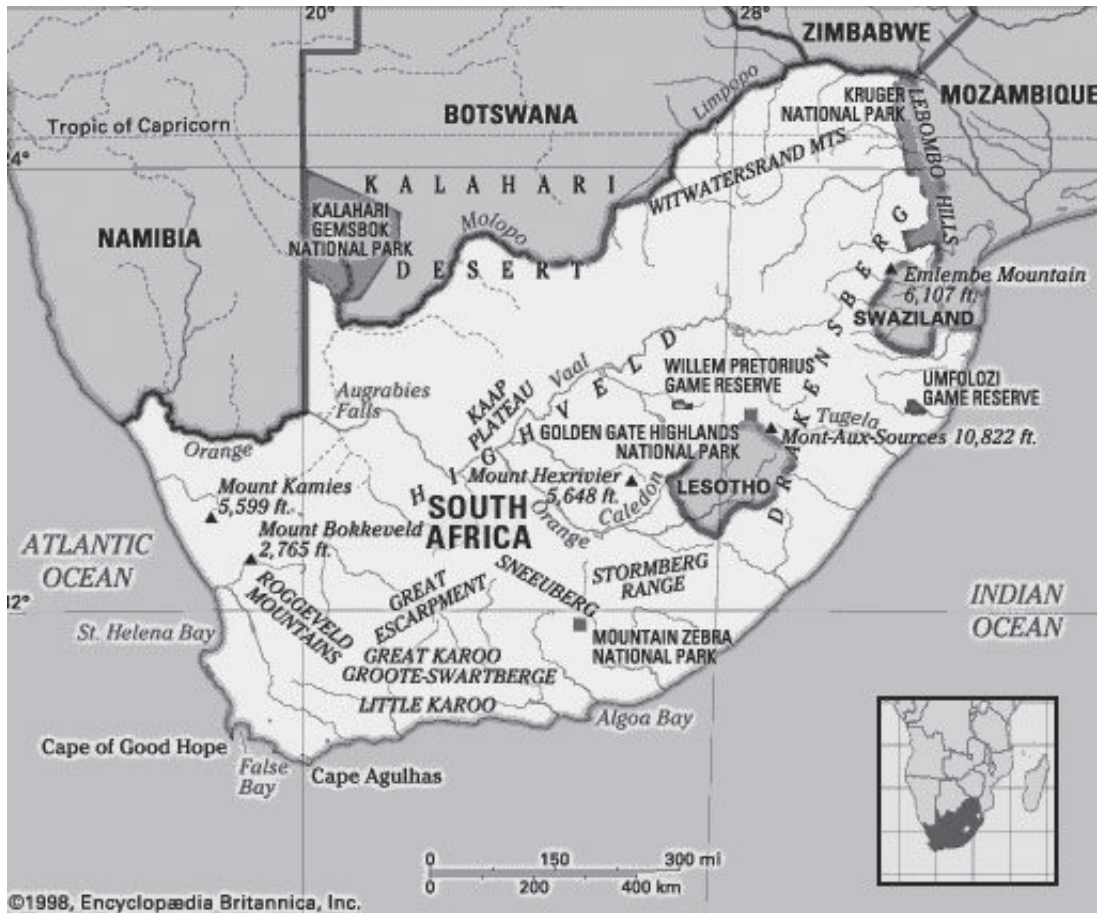 20°
28°
ZIMBABWE
BOTSWANA
Limpopo
KRUGER
NATIONAL PARK
MOZAMBIQUE
LEBOMBO HILLS
Tropic of Capricorn
WITWATERSRAND MTS.
4°
KALAHARI
DESERT
KALAHARI
GEMSBOK
NATIONAL PARK
Molopo
NAMIBIA
Emlembe Mountain
6,107 ft.
SWAZILAND
DRAKENSBERG
HIGHVELD
Vaal
KAAP
PLATEAU
WILLEM PRETORIUS
GAME RESERVE
UMFOLOZI
GAME RESERVE
Augrabies
Falls
Tugela
GOLDEN GATE HIGHLANDS
NATIONAL PARK
Mont-Aux-Sources 10,822 ft.
Orange
Mount Hexrivier
5,648 ft.
Caledon
LESOTHO
Mount Kamies
5,599 ft.
SOUTH
AFRICA
Orange
Mount Bokkeveld
2,765 ft.
ATLANTIC
OCEAN
ROGGEVELD
MOUNTAINS
GREAT
ESCARPMENT
SNEEUBERG
STORMBERG
RANGE
32°
INDIAN
OCEAN
St. Helena Bay
MOUNTAIN ZEBRA
NATIONAL PARK
GREAT KAROO
GROOTE-SWARTBERGE
LITTLE KAROO
Algoa Bay
Cape of Good Hope
False
Bay
Cape Agulhas
0 150 300 mi
0 200 400 km
©1998, Encyclopædia Britannica, Inc.